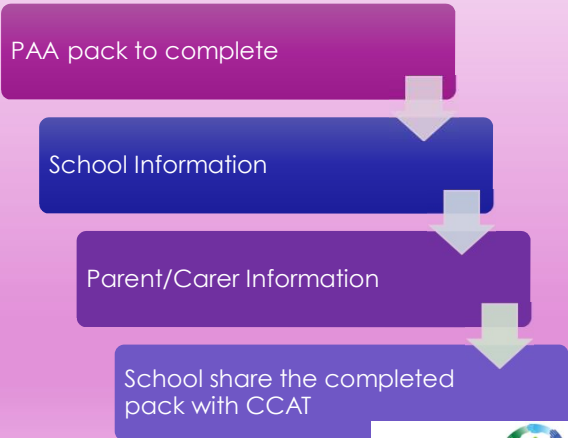 PAA pack to complete
School Information
Parent/Carer Information
School share the completed
pack with CCAT